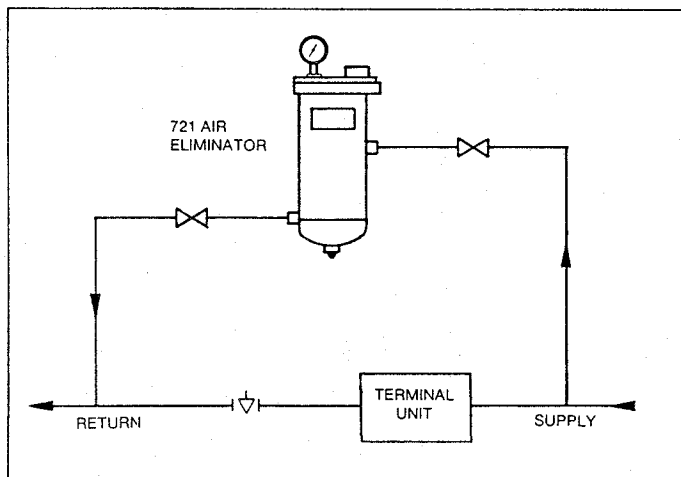 721 AIR
ELIMINATOR
TERMINAL
UNIT
RETURN
SUPPLY